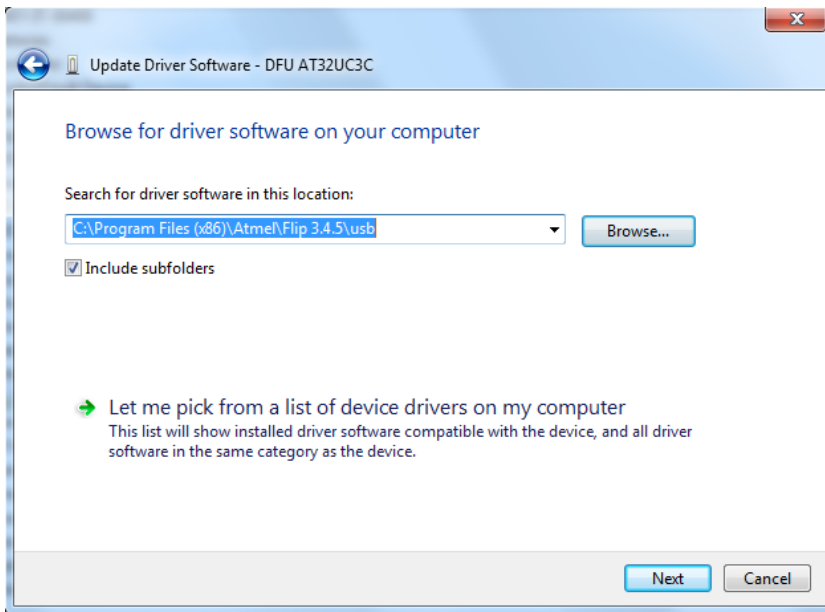 Update Driver Software - DFU AT32UC3C
Browse for driver software on your computer
Search for driver software in this location:
C:\Program Files (x86)\Atmel\Flip 3.4.5\usb
Browse...
Include subfolders
Let me pick from a list of device drivers on my computer
This list will show installed driver software compatible with the device, and all driver
software in the same category as the device.
Next
Cancel